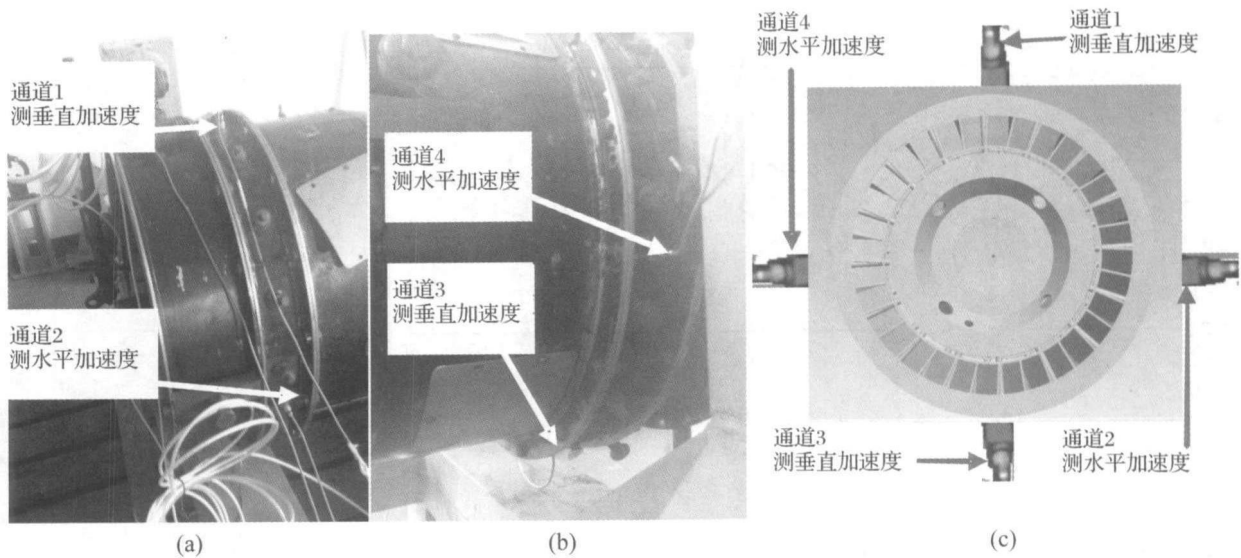 通道1
测垂直加速度
通道2
测水平加速度
(a)
通道4
测水平加速度
通道3
测垂直加速度
(b)
通道4
测水平加速度
通道1
测垂直加速度
通道3
测垂直加速度
通道2
测水平加速度
(c)